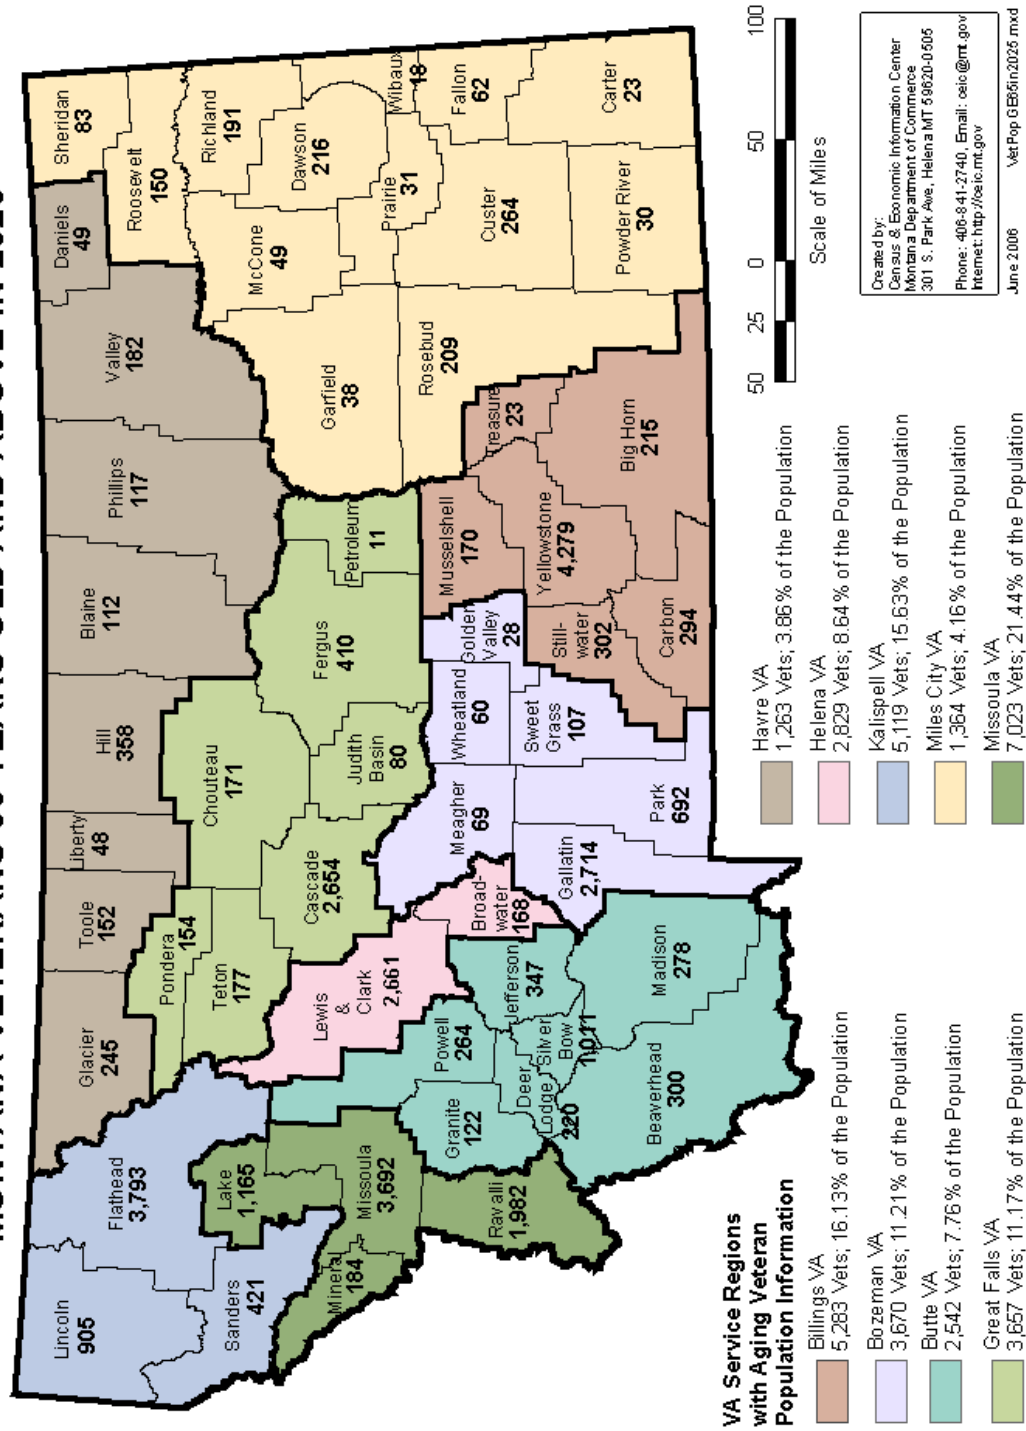 Lincoln
905
Flathead
3,793
Sanders
421
Lake
1,165
Mineral
184
Missoula
3,692
Ravalli
1,982
Glacier
245
Toole
152
Liberty
48
Hill
358
Blaine
112
Phillips
117
Valley
182
Daniels
49
Sheridan
83
Roosevelt
150
Richland
191
McCone
49
Dawson
216
Wibaux
18
Prairie
31
Fallon
62
Garfield
38
Rosebud
209
Custer
264
Powder River
30
Carter
23
Pondera
154
Teton
177
Chouteau
171
Cascade
2,654
Judith
Basin
80
Fergus
410
Petroleum
11
Lewis
&
Clark
2,661
Broad-
water
168
Powell
264
Granite
122
Deer
Lodge
220
Silver
Bow
1,011
Jefferson
347
Beaverhead
300
Madison
278
Meagher
69
Wheatland
60
Golden
Valley
28
Gallatin
2,714
Park
692
Sweet
Grass
107
Musselshell
170
Treasure
23
Yellowstone
4,279
Still-
water
302
Carbon
294
Big Horn
215
VA Service Regions
with Aging Veteran
Population Information
Billings VA
5,283 Vets; 16.13% of the Population
Bozeman VA
3,670 Vets; 11.21% of the Population
Butte VA
2,542 Vets; 7.76% of the Population
Great Falls VA
3,657 Vets; 11.17% of the Population
Havre VA
1,263 Vets; 3.86% of the Population
Helena VA
2,829 Vets; 8.64% of the Population
Kalispell VA
5,119 Vets; 15.63% of the Population
Miles City VA
1,364 Vets; 4.16% of the Population
Missoula VA
7,023 Vets; 21.44% of the Population
50 25 0 50 100
Scale of Miles
Created by:
Census & Economic Information Center
Montana Department of Commerce
301 S. Park Ave, Helena MT 59620-0505
Phone: 406-841-2740, Email: ceic@mt.gov
Internet: http://ceic.mt.gov
June 2006 VetPopGE65in2025.mxd